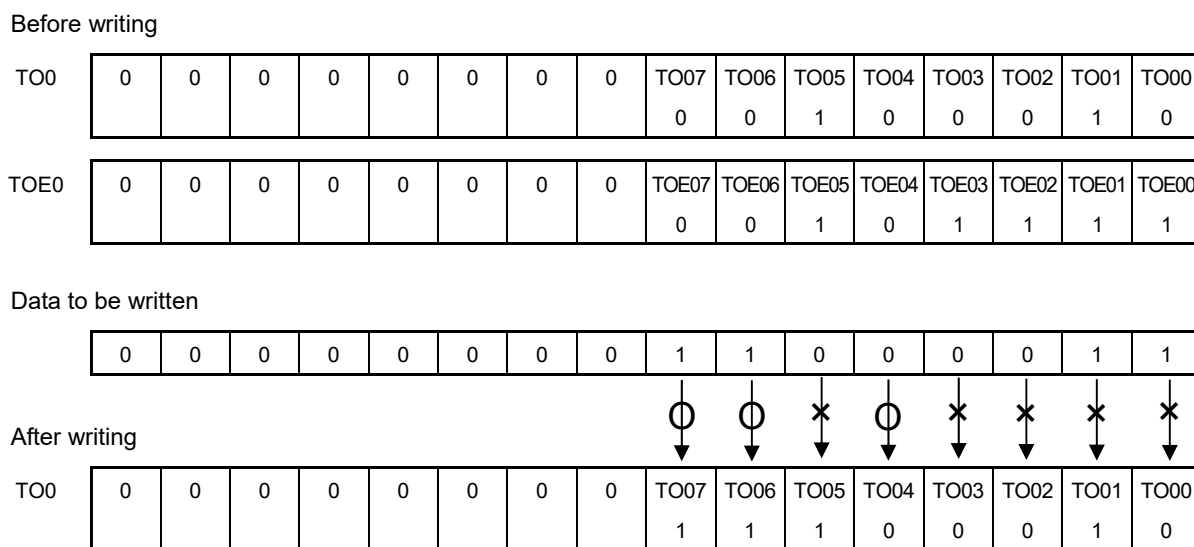 Before writing
TO0 0 0 0 0 0 0 0 0 TO07 TO06 TO05 TO04 TO03 TO02 TO01 TO00
0 0 1 0 0 0 1 0
TOE0 0 0 0 0 0 0 0 0 TOE07 TOE06 TOE05 TOE04 TOE03 TOE02 TOE01 TOE00
0 0 1 0 1 1 1 1
Data to be written
0 0 0 0 0 0 0 0 1 1 0 0 0 0 1 1
O O × O × × × ×
After writing
TO0 0 0 0 0 0 0 0 0 TO07 TO06 TO05 TO04 TO03 TO02 TO01 TO00
1 1 1 0 0 0 1 0